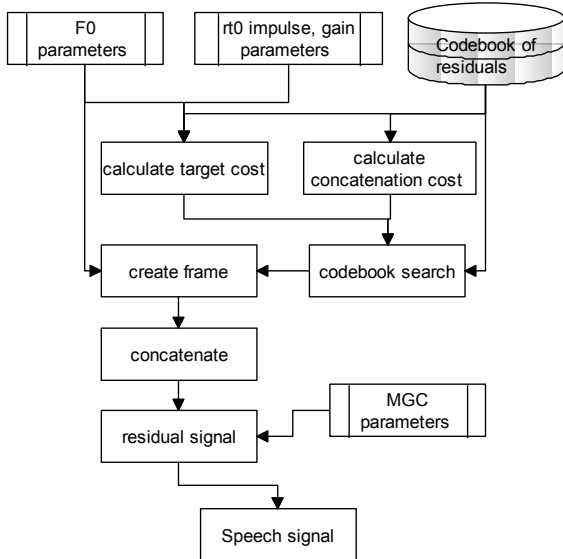 F0
parameters
rt0 impulse, gain
parameters
Codebook of
residuals
calculate target cost
calculate
concatenation cost
create frame
codebook search
concatenate
MGC
parameters
residual signal
Speech signal